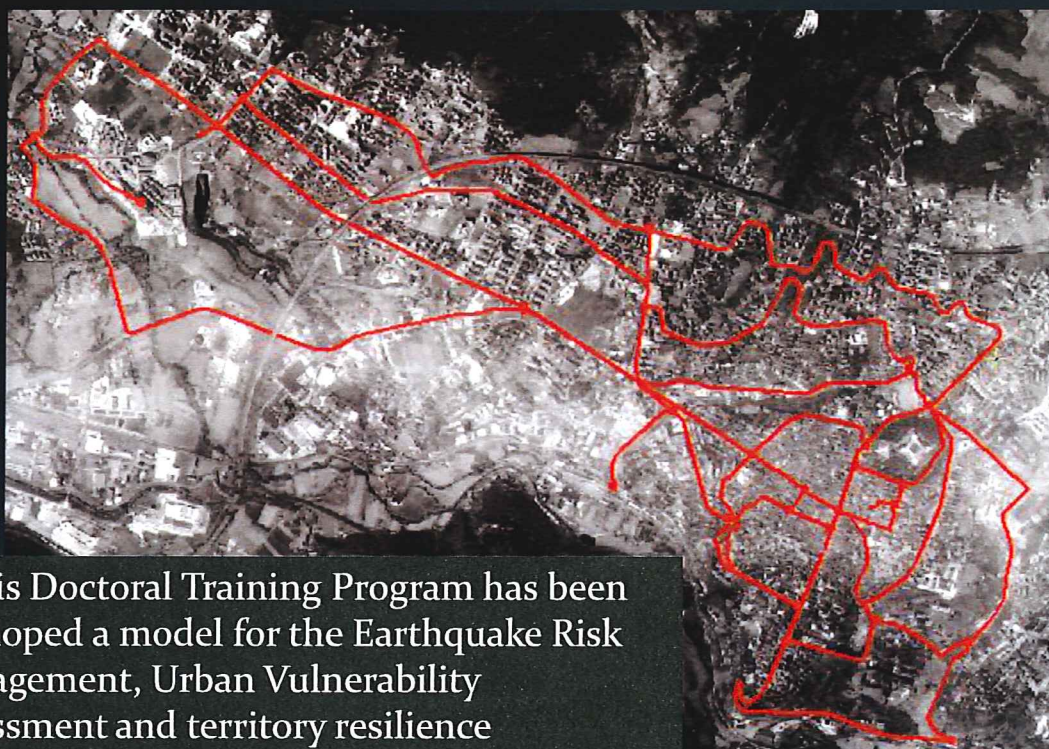 is Doctoral Training Program has been
oped a model for the Earthquake Risk
agement, Urban Vulnerability
ssment and territory resilience